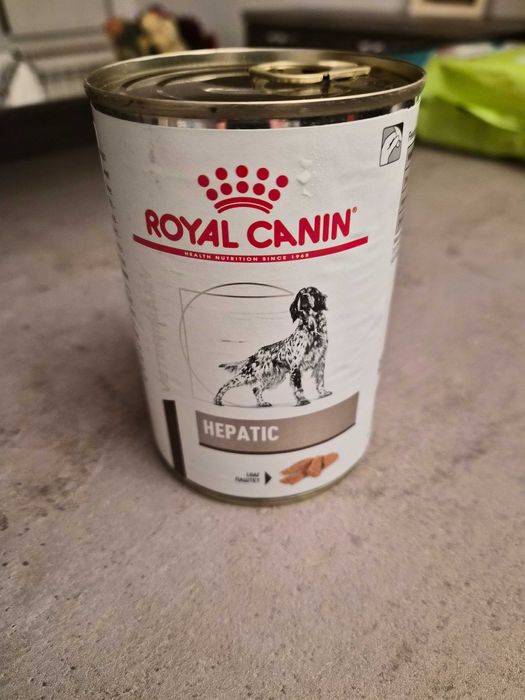 ROYAL CANIN
HEALTH NUTRITION SINCE 1968
HEPATIC
LOAF
ПАШТЕТ